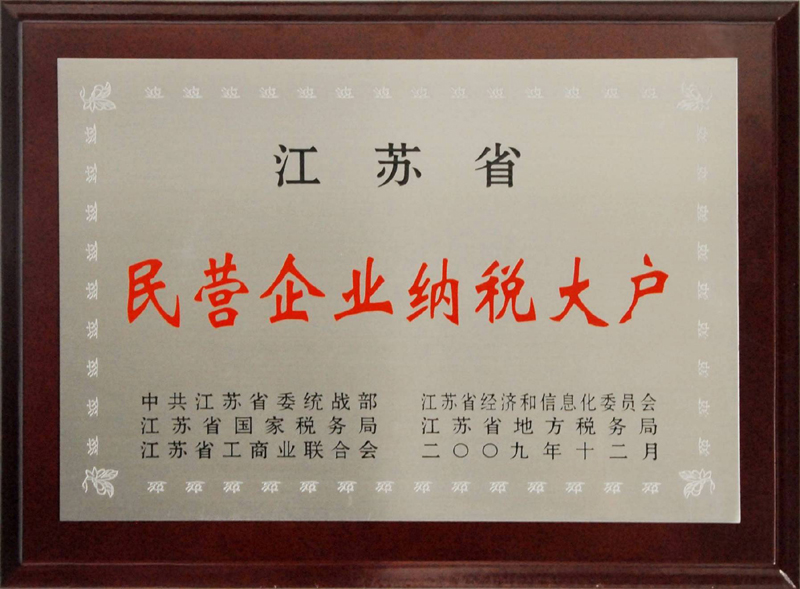 江苏省
民营企业纳税大户
中共江苏省委统战部 江苏省经济和信息化委员会
江苏省国家税务局 江苏省地方税务局
江苏省工商业联合会 二〇〇九年十二月